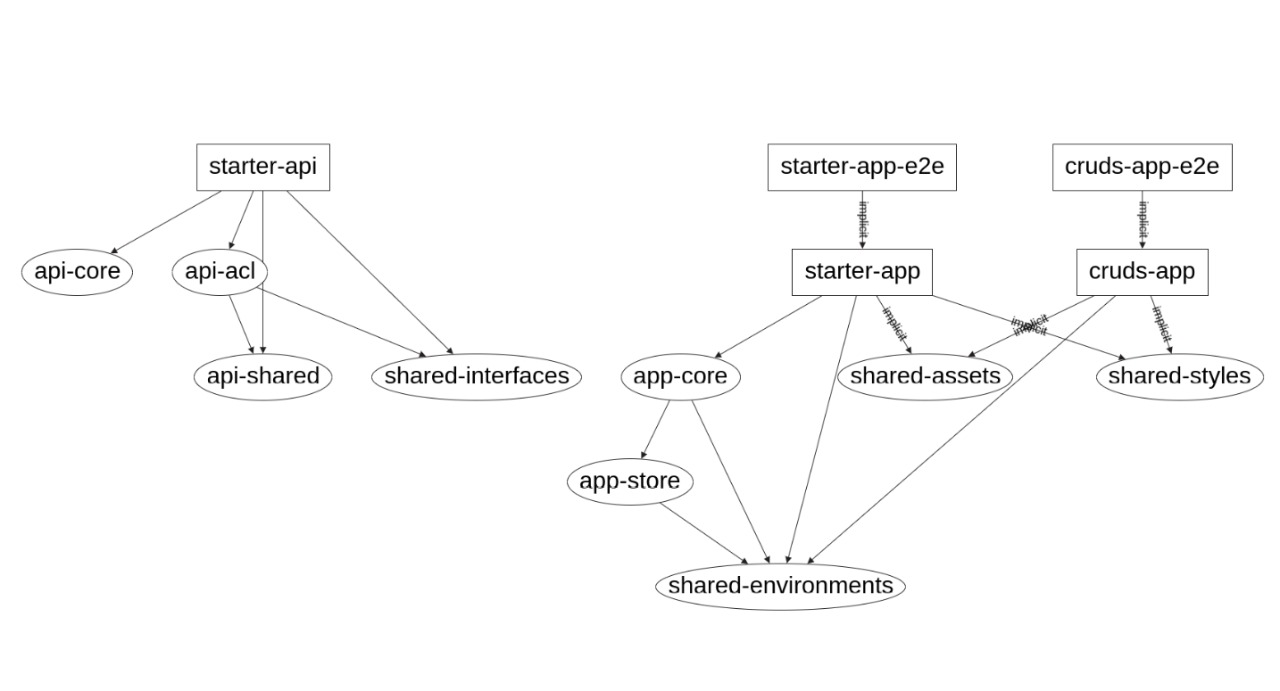 starter-api
starter-app-e2e
cruds-app-e2e
implicit
implicit
api-core
api-acl
starter-app
cruds-app
implicit
implicit
implicit
implicit
api-shared
shared-interfaces
app-core
shared-assets
shared-styles
app-store
shared-environments